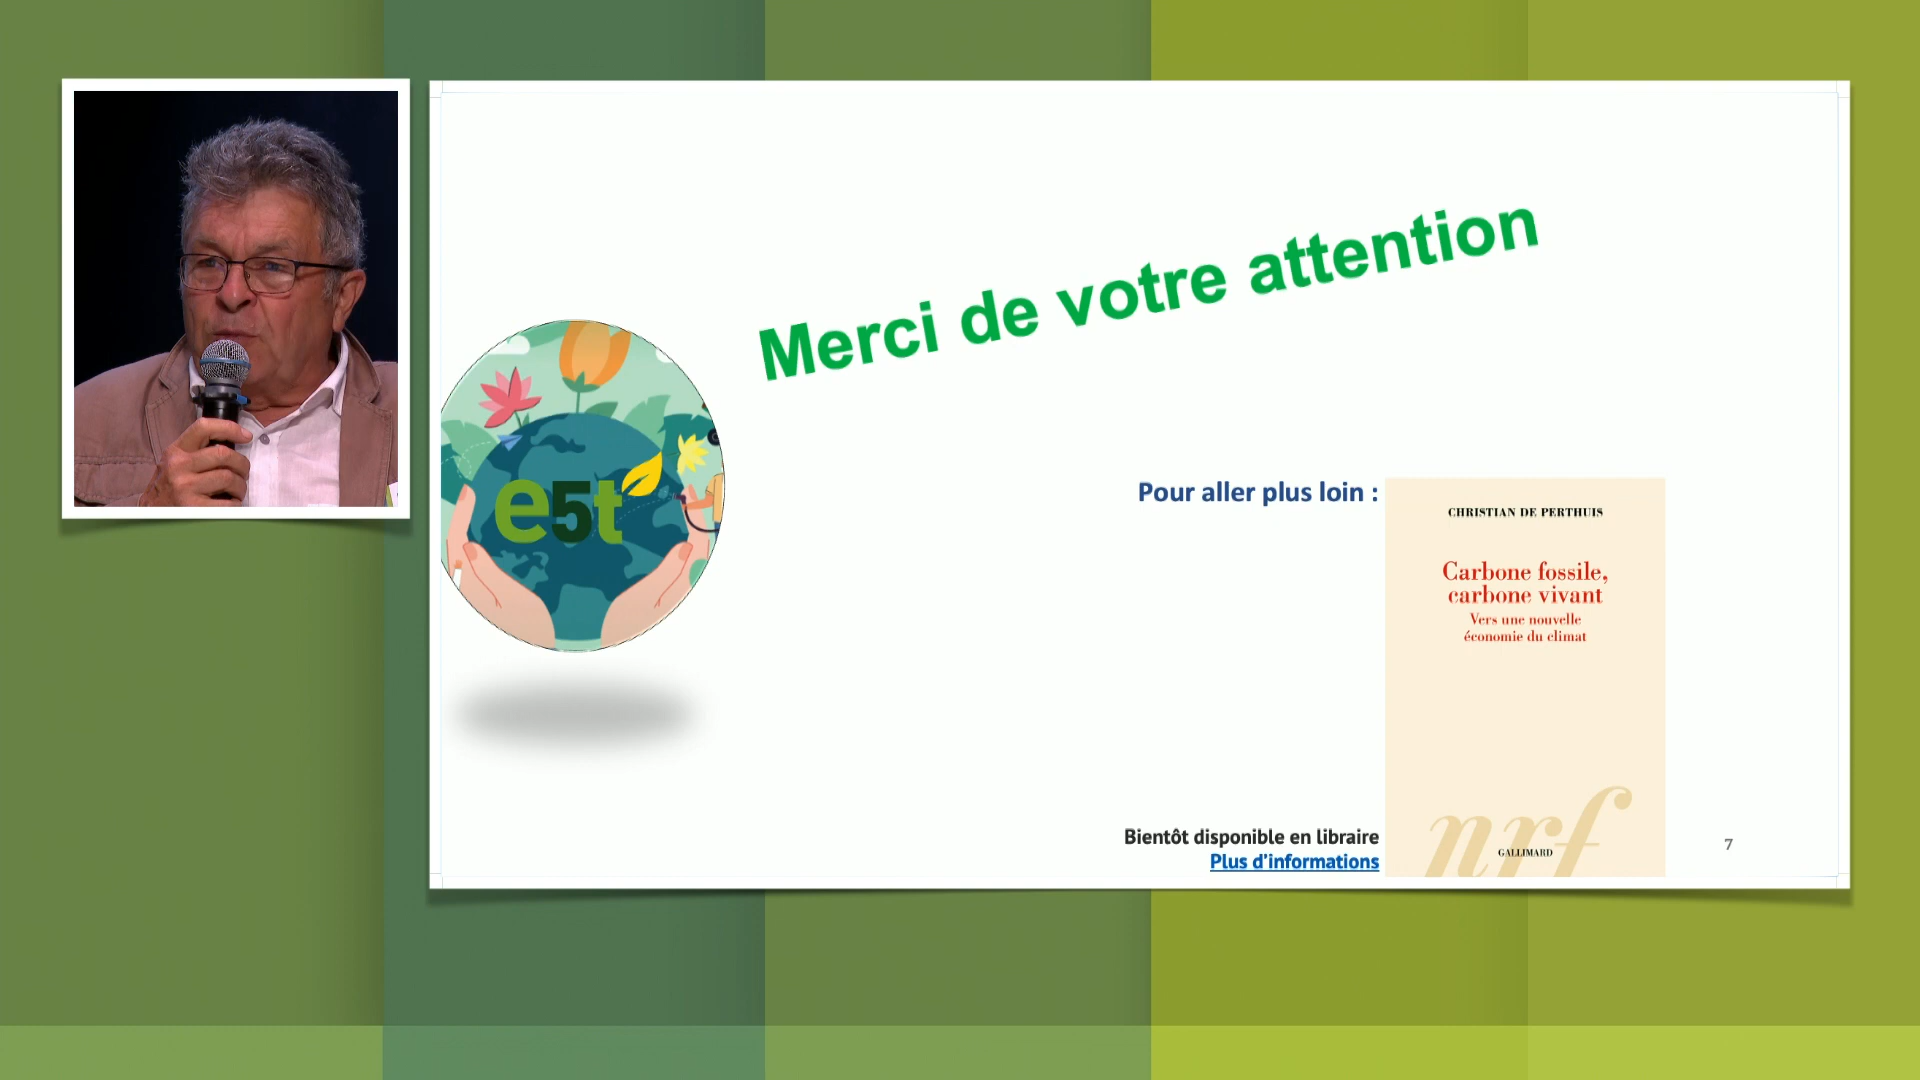 Merci de votre attention
e5t
Pour aller plus loin :
CHRISTIAN DE PERTHUIS
Carbone fossile,
carbone vivant
Vers une nouvelle
économie du climat
nrf
GALLIMARD
Bientôt disponible en libraire
Plus d'informations
7